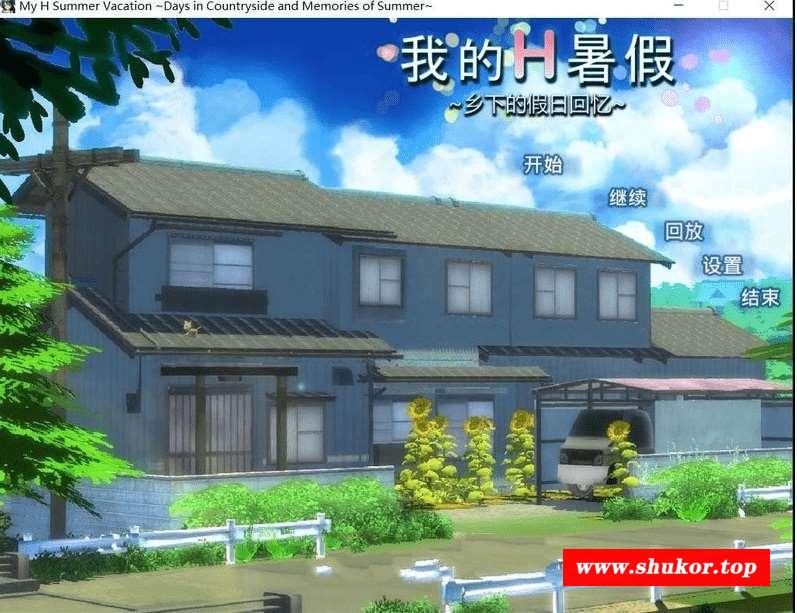 My H Summer Vacation ~Days in Countryside and Memories of Summer~
我的H暑假
~乡下的假日回忆~
开始
继续
回放
设置
结束
www.shukor.top